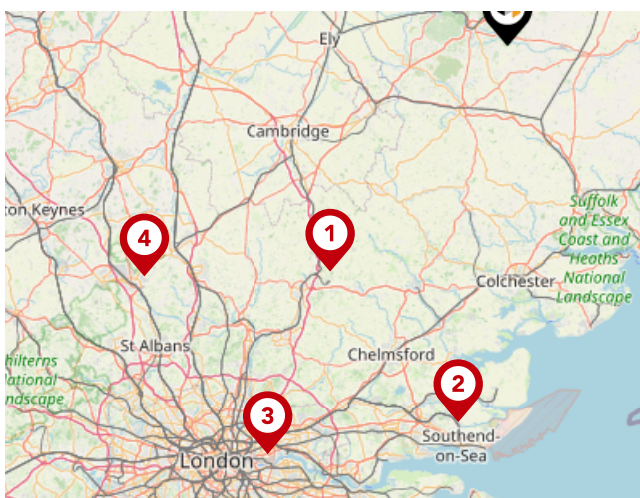 Ely
Cambridge
ton Keynes
Suffolk
and Essex
Coast and
Heaths
National
Landscape
4
1
Colchester
St Albans
Chelmsford
hilterns
ational
ndscape
2
3
Southend-
on-Sea
London